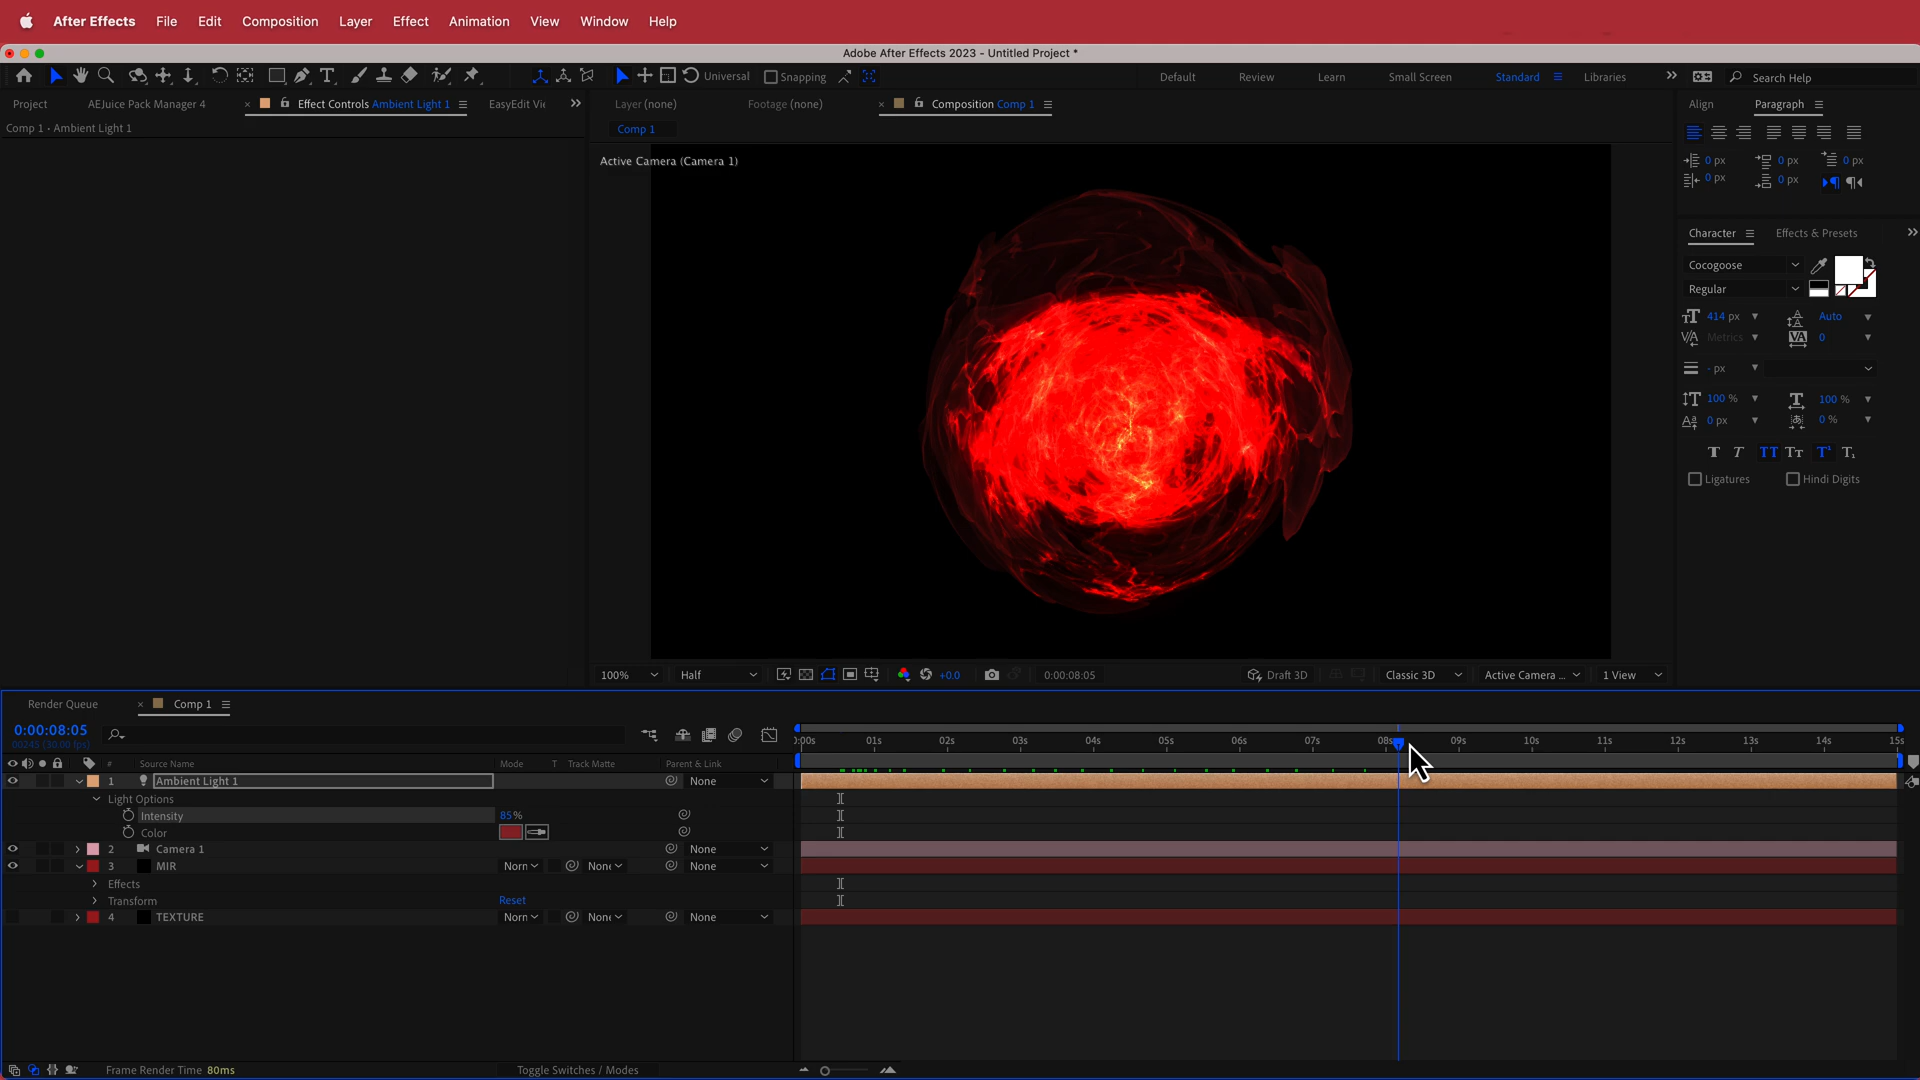 After Effects File Edit Composition Layer Effect Animation View Window Help
Adobe After Effects 2023 - Untitled Project *
Universal Snapping Default Review Learn Small Screen Standard Libraries Search Help
Project AEJuice Pack Manager 4 Effect Controls Ambient Light 1 EasyEdit Vie Layer (none) Footage (none) Composition Comp 1 Align Paragraph
Comp 1 • Ambient Light 1 Comp 1
Active Camera (Camera 1)
0 px 0 px 0 px
0 px 0 px
Character Effects & Presets
Cocogoose
Regular
414 px Auto
Metrics 0
- px
100 % 100 %
0 px 0 %
Ligatures Hindi Digits
100% Half +0.0 0:00:08:05 Draft 3D Classic 3D Active Camera ... 1 View
Render Queue Comp 1
0:00:08:05
00245 (30.00 fps)
0:00s 01s 02s 03s 04s 05s 06s 07s 08s 09s 10s 11s 12s 13s 14s 15s
# Source Name Mode T Track Matte Parent & Link
1 Ambient Light 1 None
Light Options
Intensity 85%
Color
2 Camera 1 None
3 MIR Norn None None
Effects
Transform Reset
4 TEXTURE Norn None None
Frame Render Time 80ms Toggle Switches / Modes